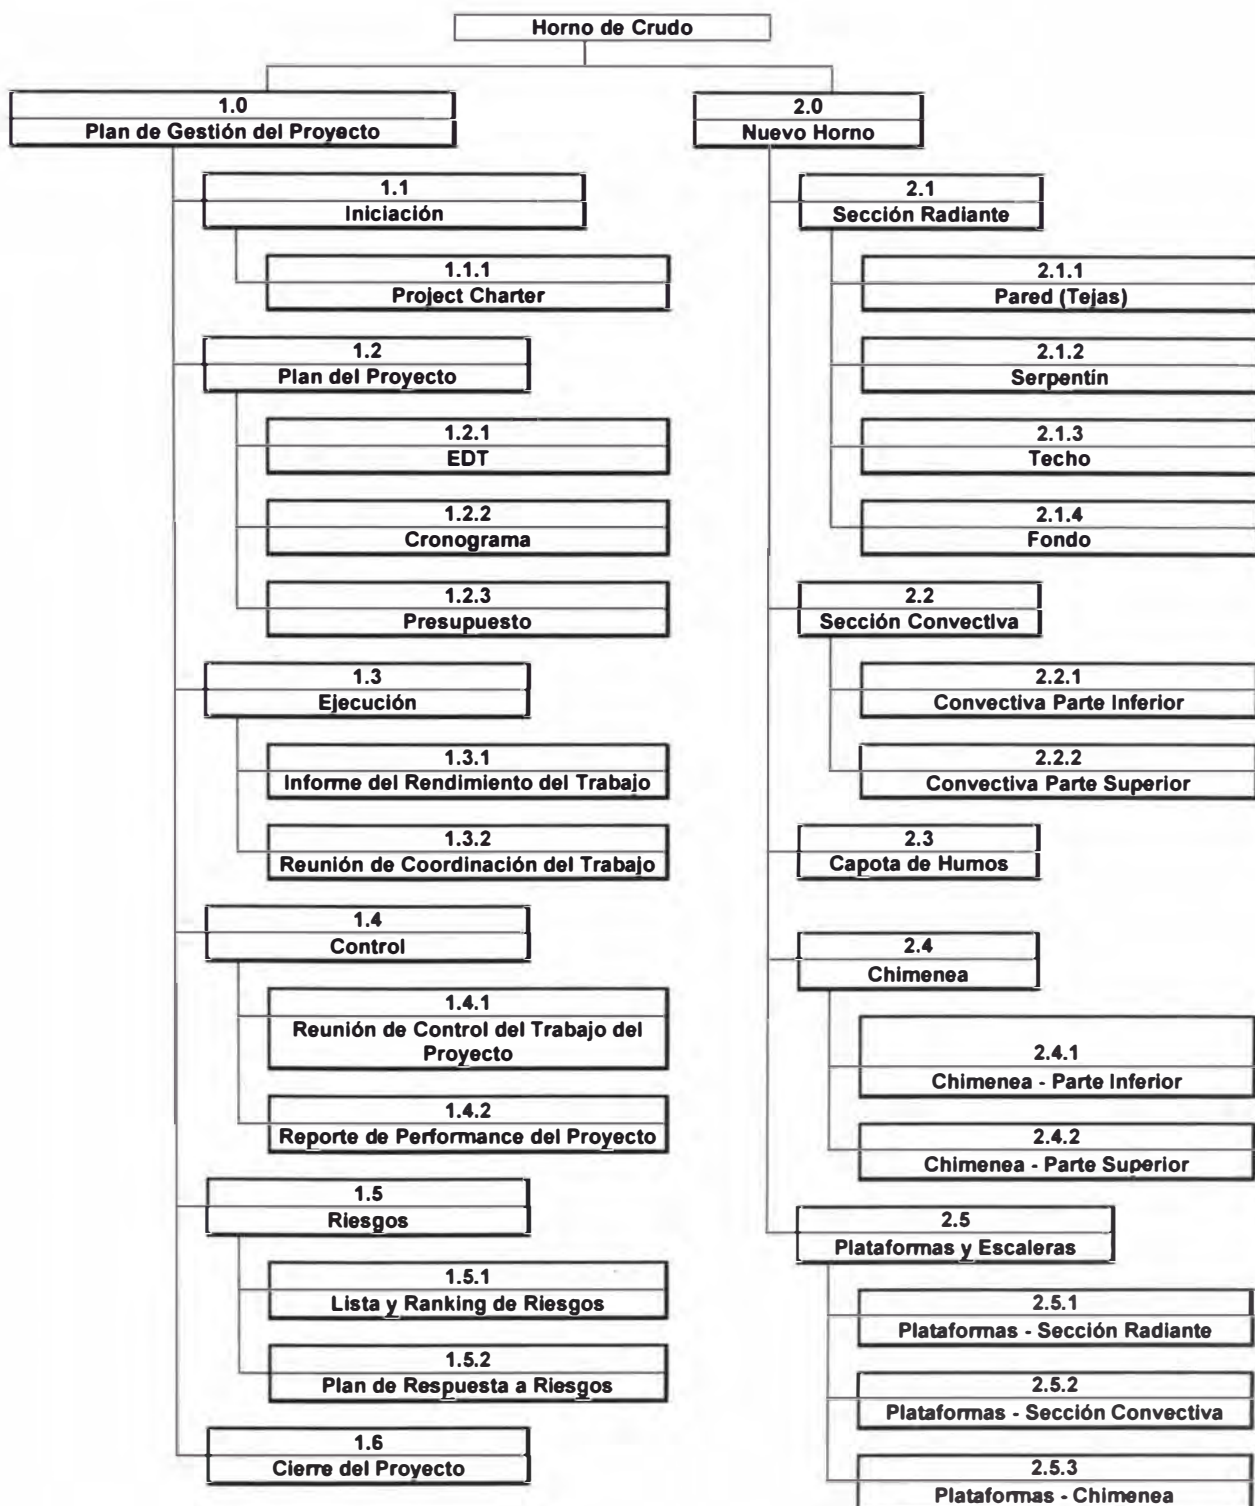 Horno de Crudo
1.0
Plan de Gestión del Proyecto
1.1
Iniciación
1.1.1
Project Charter
1.2
Plan del Proyecto
1.2.1
EDT
1.2.2
Cronograma
1.2.3
Presupuesto
1.3
Ejecución
1.3.1
Informe del Rendimiento del Trabajo
1.3.2
Reunión de Coordinación del Trabajo
1.4
Control
1.4.1
Reunión de Control del Trabajo del
Proyecto
1.4.2
Reporte de Performance del Proyecto
1.5
Riesgos
1.5.1
Lista y Ranking de Riesgos
1.5.2
Plan de Respuesta a Riesgos
1.6
Cierre del Proyecto
2.0
Nuevo Horno
2.1
Sección Radiante
2.1.1
Pared (Tejas)
2.1.2
Serpentín
2.1.3
Techo
2.1.4
Fondo
2.2
Sección Convectiva
2.2.1
Convectiva Parte Inferior
2.2.2
Convectiva Parte Superior
2.3
Capota de Humos
2.4
Chimenea
2.4.1
Chimenea - Parte Inferior
2.4.2
Chimenea - Parte Superior
2.5
Plataformas y Escaleras
2.5.1
Plataformas - Sección Radiante
2.5.2
Plataformas - Sección Convectiva
2.5.3
Plataformas - Chimenea